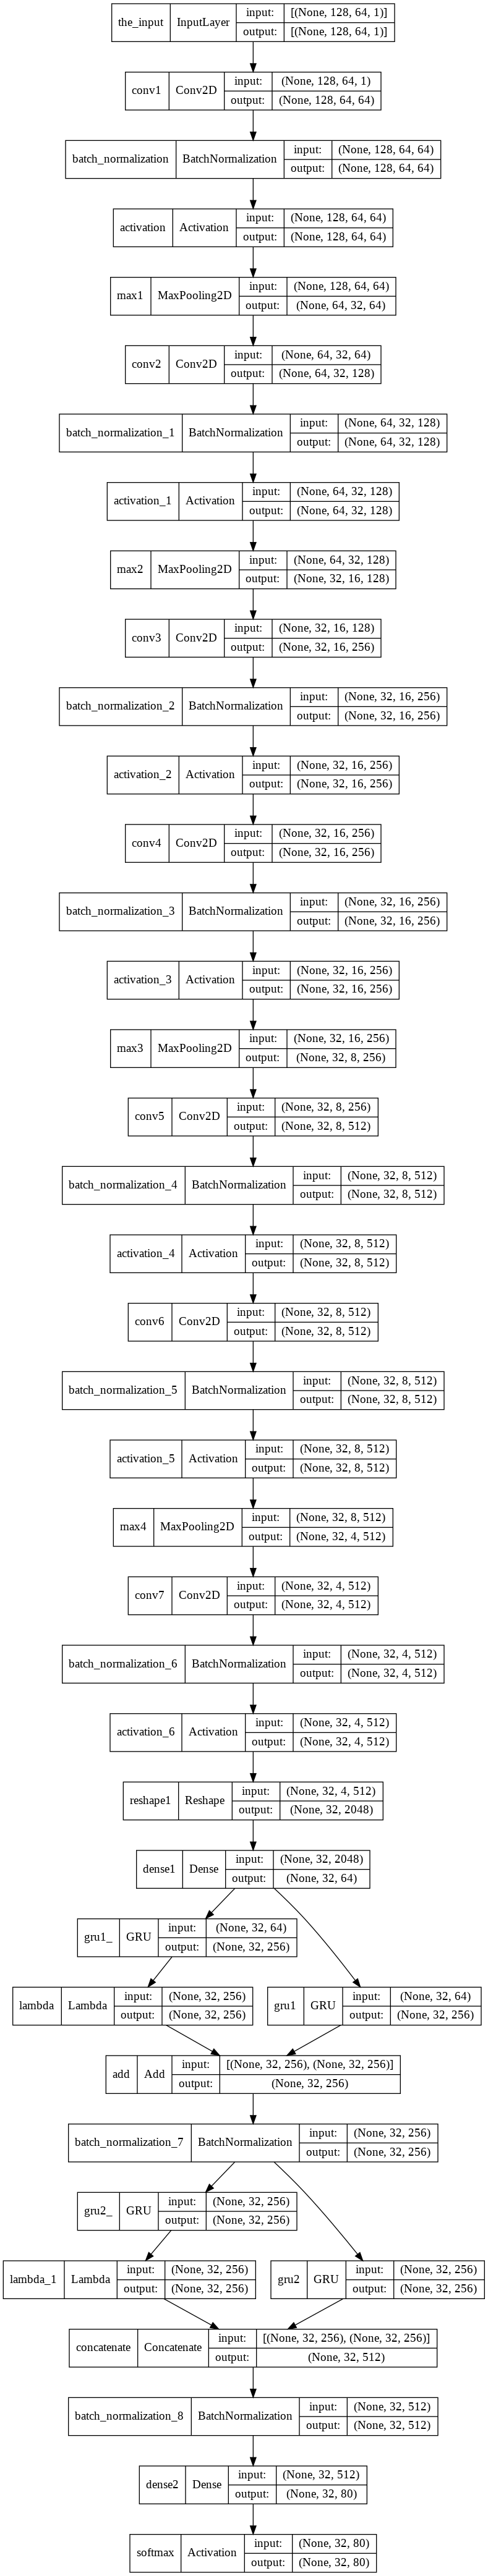 the_input InputLayer input: [(None, 128, 64, 1)]
output: [(None, 128, 64, 1)]
conv1 Conv2D input: (None, 128, 64, 1)
output: (None, 128, 64, 64)
batch_normalization BatchNormalization input: (None, 128, 64, 64)
output: (None, 128, 64, 64)
activation Activation input: (None, 128, 64, 64)
output: (None, 128, 64, 64)
max1 MaxPooling2D input: (None, 128, 64, 64)
output: (None, 64, 32, 64)
conv2 Conv2D input: (None, 64, 32, 64)
output: (None, 64, 32, 128)
batch_normalization_1 BatchNormalization input: (None, 64, 32, 128)
output: (None, 64, 32, 128)
activation_1 Activation input: (None, 64, 32, 128)
output: (None, 64, 32, 128)
max2 MaxPooling2D input: (None, 64, 32, 128)
output: (None, 32, 16, 128)
conv3 Conv2D input: (None, 32, 16, 128)
output: (None, 32, 16, 256)
batch_normalization_2 BatchNormalization input: (None, 32, 16, 256)
output: (None, 32, 16, 256)
activation_2 Activation input: (None, 32, 16, 256)
output: (None, 32, 16, 256)
conv4 Conv2D input: (None, 32, 16, 256)
output: (None, 32, 16, 256)
batch_normalization_3 BatchNormalization input: (None, 32, 16, 256)
output: (None, 32, 16, 256)
activation_3 Activation input: (None, 32, 16, 256)
output: (None, 32, 16, 256)
max3 MaxPooling2D input: (None, 32, 16, 256)
output: (None, 32, 8, 256)
conv5 Conv2D input: (None, 32, 8, 256)
output: (None, 32, 8, 512)
batch_normalization_4 BatchNormalization input: (None, 32, 8, 512)
output: (None, 32, 8, 512)
activation_4 Activation input: (None, 32, 8, 512)
output: (None, 32, 8, 512)
conv6 Conv2D input: (None, 32, 8, 512)
output: (None, 32, 8, 512)
batch_normalization_5 BatchNormalization input: (None, 32, 8, 512)
output: (None, 32, 8, 512)
activation_5 Activation input: (None, 32, 8, 512)
output: (None, 32, 8, 512)
max4 MaxPooling2D input: (None, 32, 8, 512)
output: (None, 32, 4, 512)
conv7 Conv2D input: (None, 32, 4, 512)
output: (None, 32, 4, 512)
batch_normalization_6 BatchNormalization input: (None, 32, 4, 512)
output: (None, 32, 4, 512)
activation_6 Activation input: (None, 32, 4, 512)
output: (None, 32, 4, 512)
reshape1 Reshape input: (None, 32, 4, 512)
output: (None, 32, 2048)
dense1 Dense input: (None, 32, 2048)
output: (None, 32, 64)
gru1_ GRU input: (None, 32, 64)
output: (None, 32, 256)
lambda Lambda input: (None, 32, 256)
output: (None, 32, 256)
gru1 GRU input: (None, 32, 64)
output: (None, 32, 256)
add Add input: [(None, 32, 256), (None, 32, 256)]
output: (None, 32, 256)
batch_normalization_7 BatchNormalization input: (None, 32, 256)
output: (None, 32, 256)
gru2_ GRU input: (None, 32, 256)
output: (None, 32, 256)
lambda_1 Lambda input: (None, 32, 256)
output: (None, 32, 256)
gru2 GRU input: (None, 32, 256)
output: (None, 32, 256)
concatenate Concatenate input: [(None, 32, 256), (None, 32, 256)]
output: (None, 32, 512)
batch_normalization_8 BatchNormalization input: (None, 32, 512)
output: (None, 32, 512)
dense2 Dense input: (None, 32, 512)
output: (None, 32, 80)
softmax Activation input: (None, 32, 80)
output: (None, 32, 80)